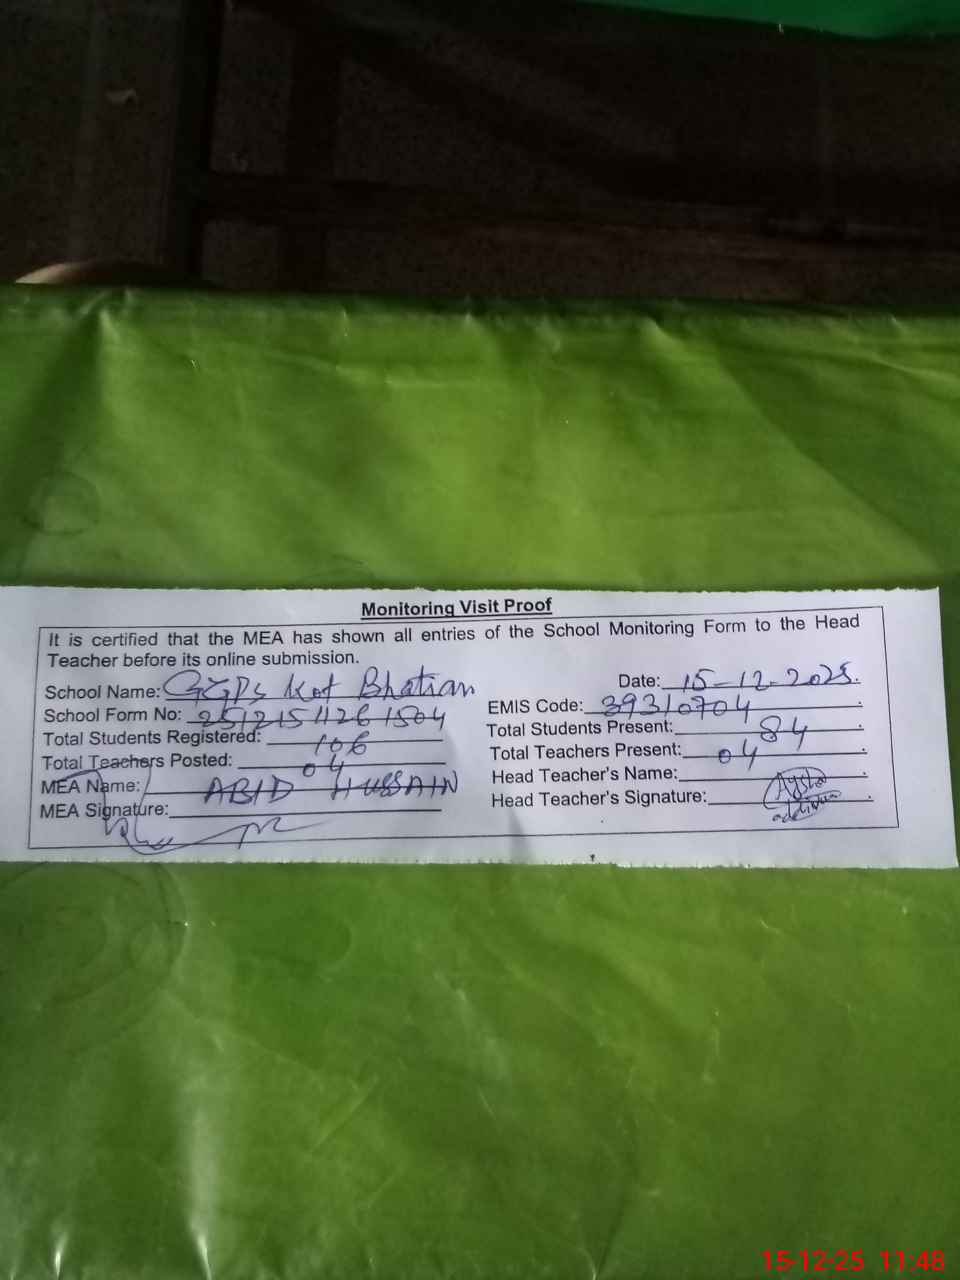 Monitoring Visit Proof
It is certified that the MEA has shown all entries of the School Monitoring Form to the Head
Teacher before its online submission.
School Name: GGPS Kot Bhatian Date: 15-12-2025.
School Form No: 25121511261504 EMIS Code: 39310704
Total Students Registered: 106 Total Students Present: 84
Total Teachers Posted: 04 Total Teachers Present: 04
MEA Name: ABID HUSSAIN Head Teacher's Name:
MEA Signature: Head Teacher's Signature:
15-12-25 11:48